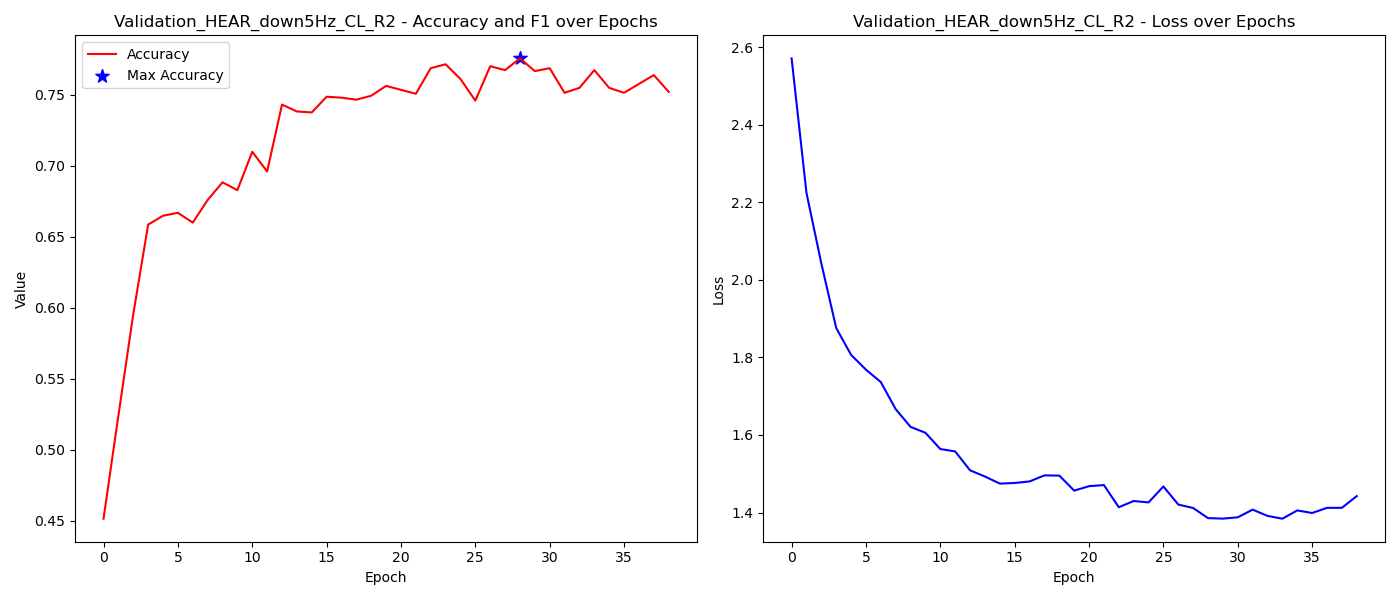 Validation_HEAR_down5Hz_CL_R2 - Accuracy and F1 over Epochs
Accuracy
Max Accuracy
0.75
0.70
0.65
0.60
0.55
0.50
0.45
Value
0 5 10 15 20 25 30 35
Epoch
Validation_HEAR_down5Hz_CL_R2 - Loss over Epochs
2.6
2.4
2.2
2.0
1.8
1.6
1.4
Loss
0 5 10 15 20 25 30 35
Epoch